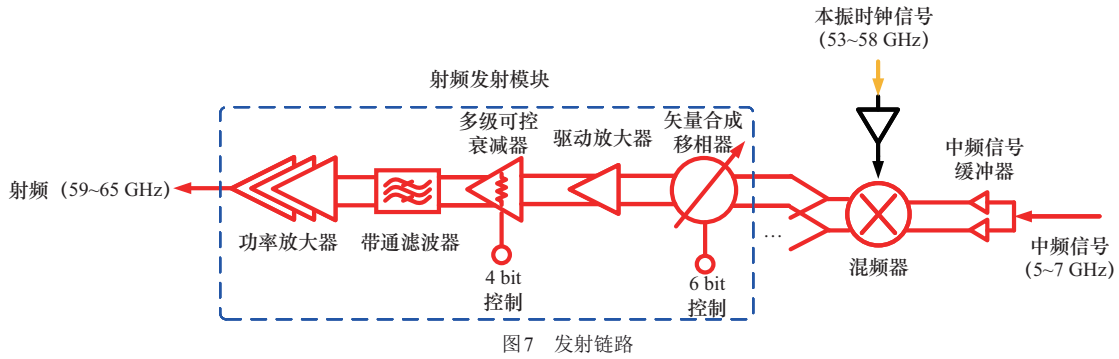 本振时钟信号
(53~58 GHz)
射频发射模块
多级可控
衰减器
驱动放大器
矢量合成
移相器
中频信号
缓冲器
射频（59~65 GHz）
功率放大器
带通滤波器
4 bit
控制
6 bit
控制
...
混频器
中频信号
(5~7 GHz)
图7 发射链路